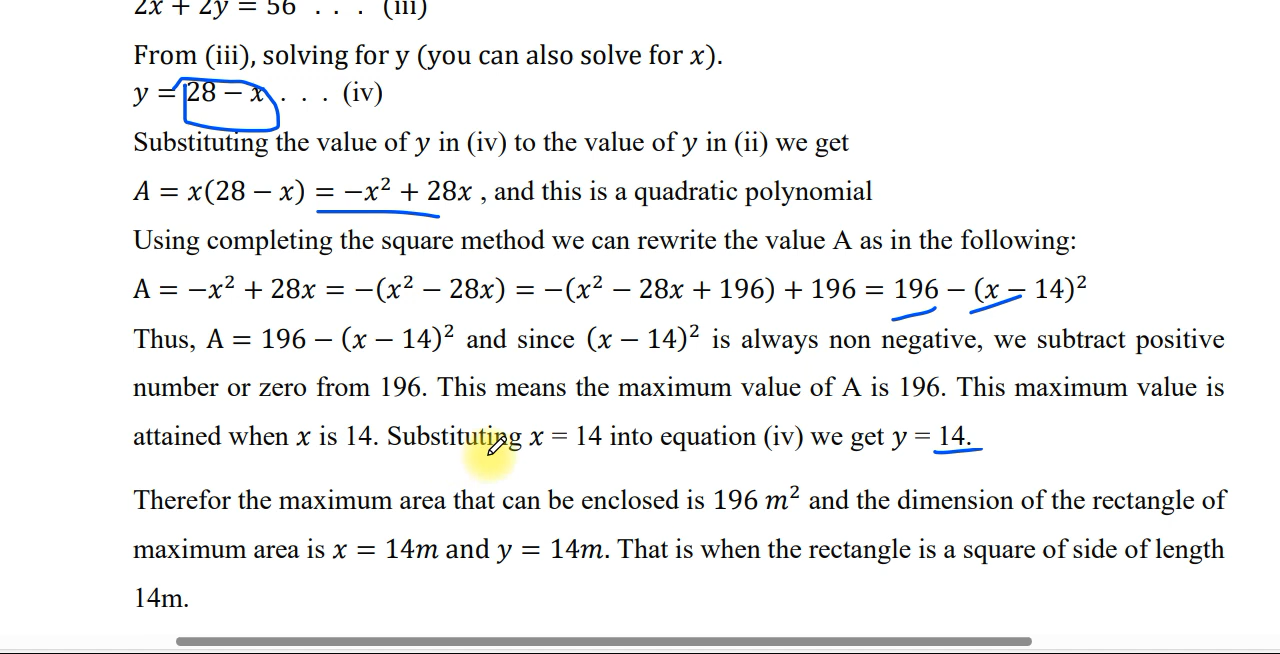 2x + 2y = 56 . . . (iii)
From (iii), solving for y (you can also solve for x).
y = 28 − x . . . (iv)
Substituting the value of y in (iv) to the value of y in (ii) we get
A = x(28 − x) = −x² + 28x , and this is a quadratic polynomial
Using completing the square method we can rewrite the value A as in the following:
A = −x² + 28x = −(x² − 28x) = −(x² − 28x + 196) + 196 = 196 − (x − 14)²
Thus, A = 196 − (x − 14)² and since (x − 14)² is always non negative, we subtract positive
number or zero from 196. This means the maximum value of A is 196. This maximum value is
attained when x is 14. Substituting x = 14 into equation (iv) we get y = 14.
Therefor the maximum area that can be enclosed is 196 m² and the dimension of the rectangle of
maximum area is x = 14m and y = 14m. That is when the rectangle is a square of side of length
14m.